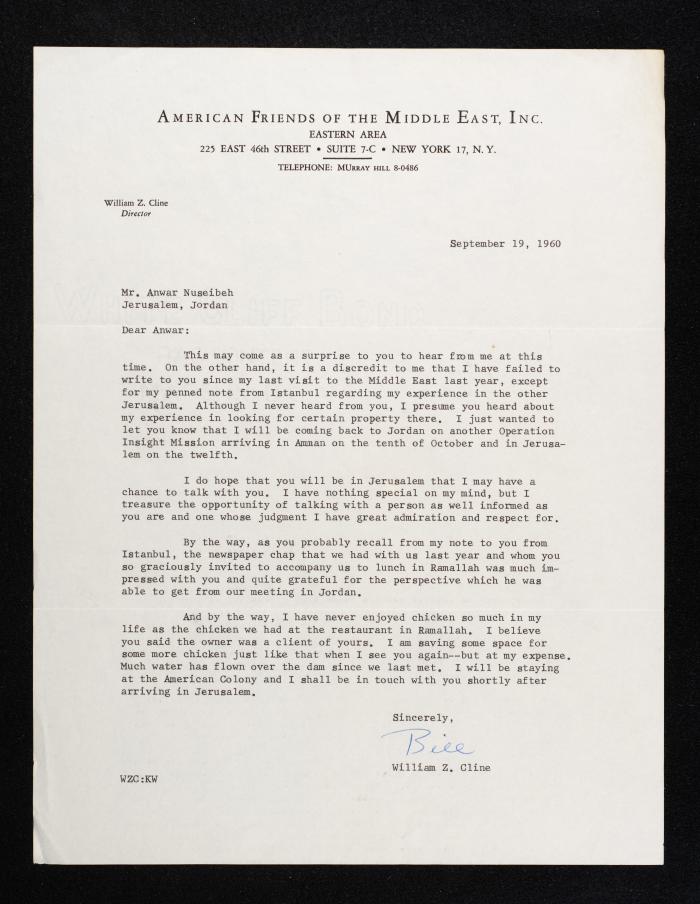 AMERICAN FRIENDS OF THE MIDDLE EAST, INC.
EASTERN AREA
225 EAST 46th STREET • SUITE 7-C • NEW YORK 17, N. Y.
TELEPHONE: MURRAY HILL 8-0486
William Z. Cline
Director
September 19, 1960
Mr. Anwar Nuseibeh
Jerusalem, Jordan
Dear Anwar:
This may come as a surprise to you to hear from me at this
time. On the other hand, it is a discredit to me that I have failed to
write to you since my last visit to the Middle East last year, except
for my penned note from Istanbul regarding my experience in the other
Jerusalem. Although I never heard from you, I presume you heard about
my experience in looking for certain property there. I just wanted to
let you know that I will be coming back to Jordan on another Operation
Insight Mission arriving in Amman on the tenth of October and in Jerusa-
lem on the twelfth.
I do hope that you will be in Jerusalem that I may have a
chance to talk with you. I have nothing special on my mind, but I
treasure the opportunity of talking with a person as well informed as
you are and one whose judgment I have great admiration and respect for.
By the way, as you probably recall from my note to you from
Istanbul, the newspaper chap that we had with us last year and whom you
so graciously invited to accompany us to lunch in Ramallah was much im-
pressed with you and quite grateful for the perspective which he was
able to get from our meeting in Jordan.
And by the way, I have never enjoyed chicken so much in my
life as the chicken we had at the restaurant in Ramallah. I believe
you said the owner was a client of yours. I am saving some space for
some more chicken just like that when I see you again--but at my expense.
Much water has flown over the dam since we last met. I will be staying
at the American Colony and I shall be in touch with you shortly after
arriving in Jerusalem.
Sincerely,
Bill
William Z. Cline
WZC:KW